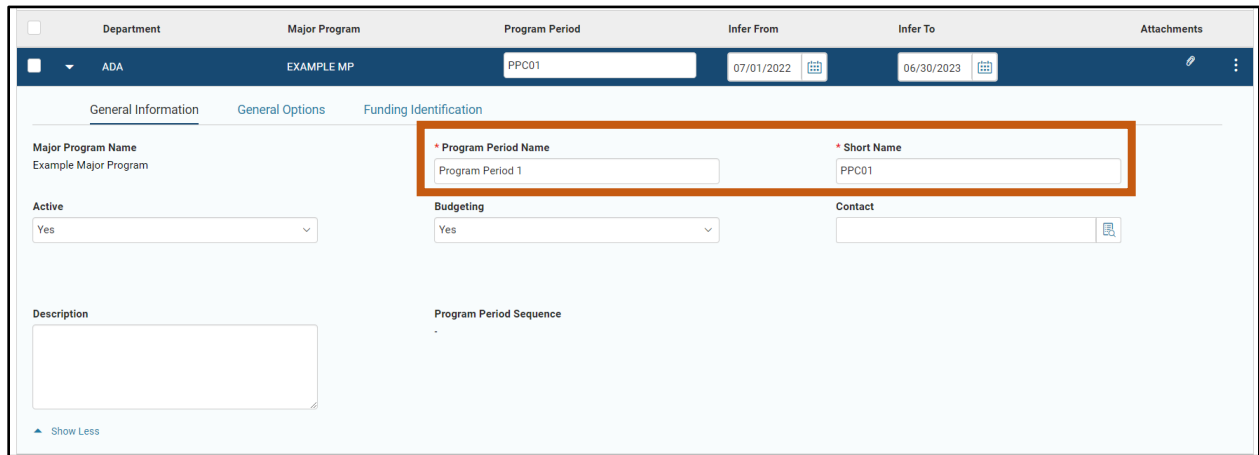 Department Major Program Program Period Infer From Infer To Attachments
ADA EXAMPLE MP PPC01 07/01/2022 06/30/2023
General Information General Options Funding Identification
Major Program Name * Program Period Name * Short Name
Example Major Program Program Period 1 PPC01
Active Budgeting Contact
Yes Yes
Description Program Period Sequence
-
Show Less